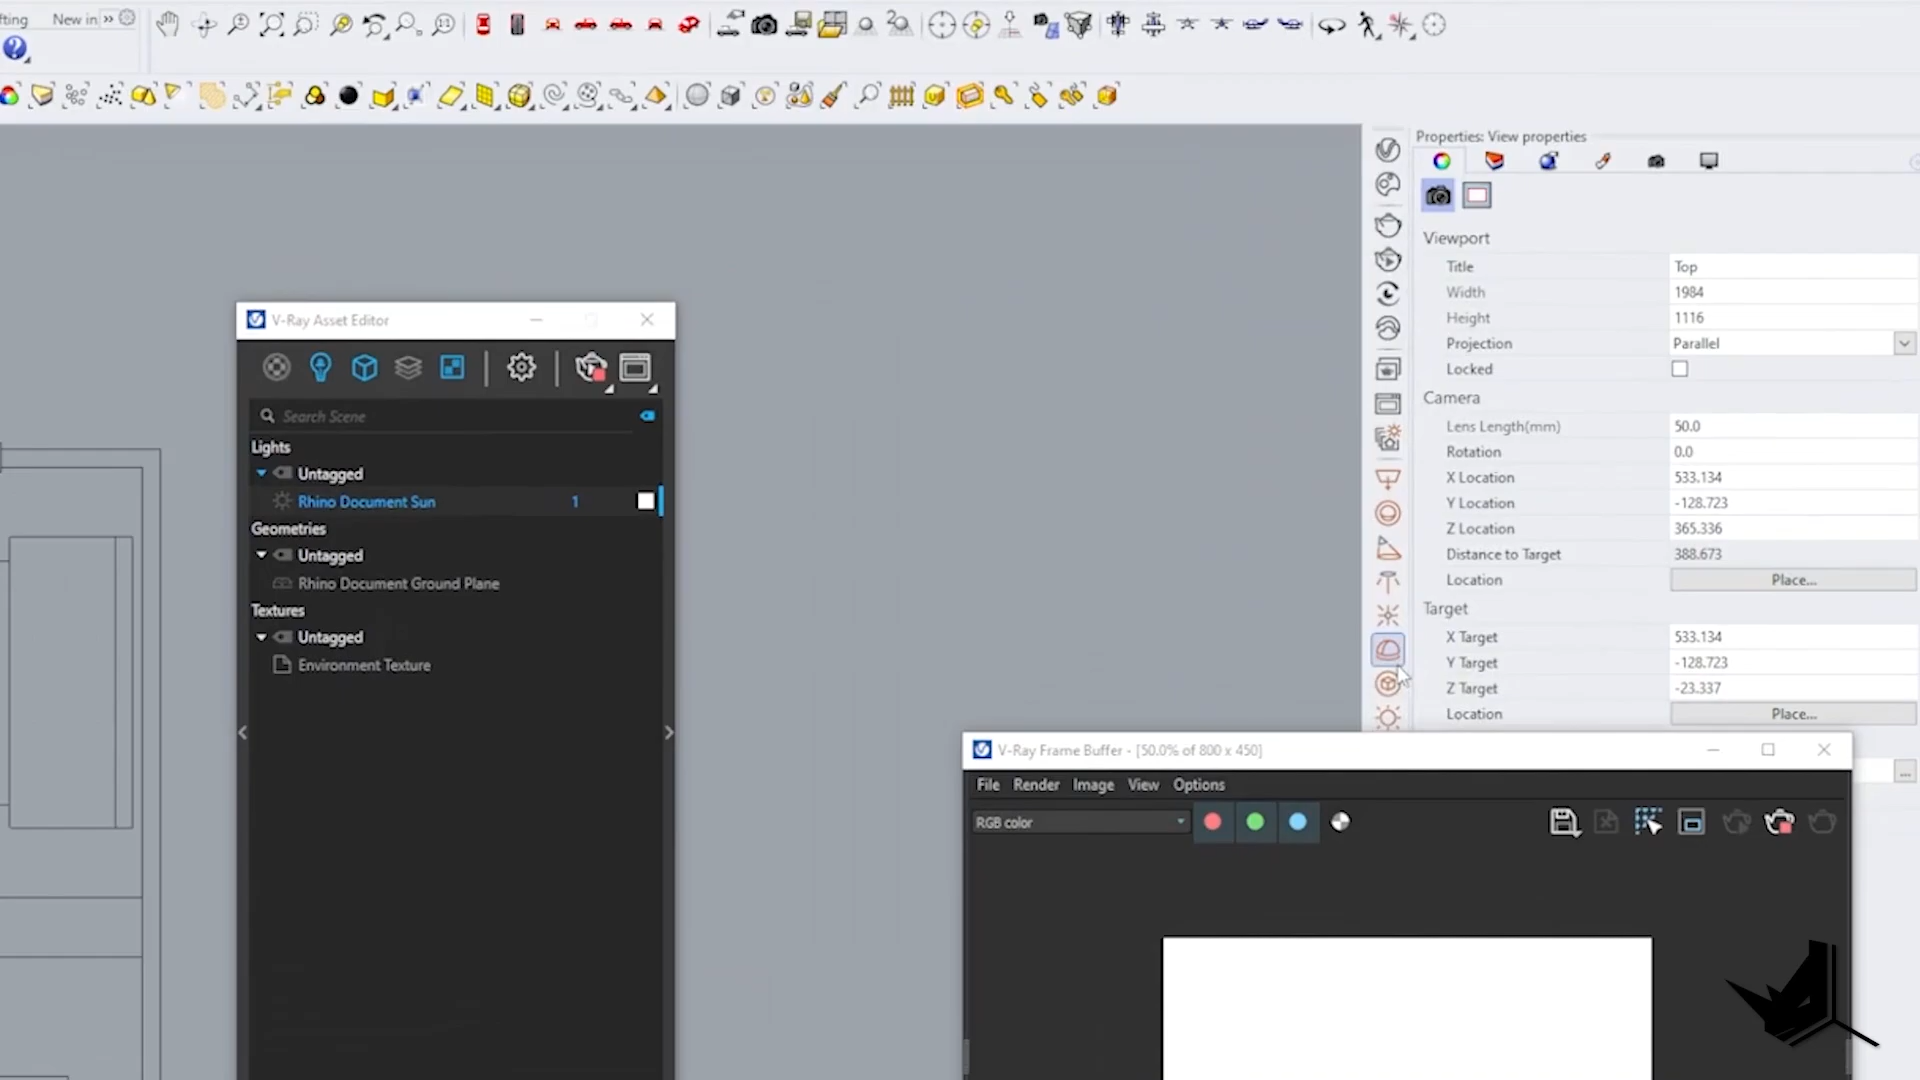 fting
New in »
Properties: View properties
Viewport
Title Top
Width 1984
Height 1116
Projection Parallel
Locked
Camera
Lens Length(mm) 50.0
Rotation 0.0
X Location 533.134
Y Location -128.723
Z Location 365.336
Distance to Target 388.673
Location Place...
Target
X Target 533.134
Y Target -128.723
Z Target -23.337
Location Place...
...
V-Ray Asset Editor
Search Scene
Lights
Untagged
Rhino Document Sun 1
Geometries
Untagged
Rhino Document Ground Plane
Textures
Untagged
Environment Texture
V-Ray Frame Buffer - [50.0% of 800 x 450]
File Render Image View Options
RGB color